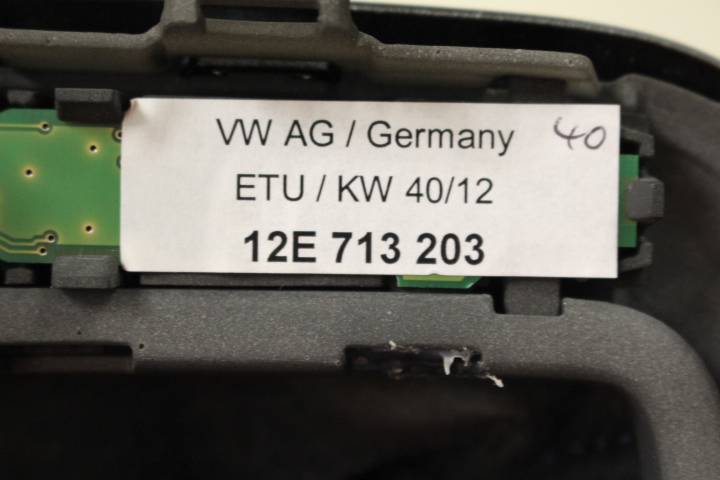 VW AG / Germany 40
ETU / KW 40/12
12E 713 203